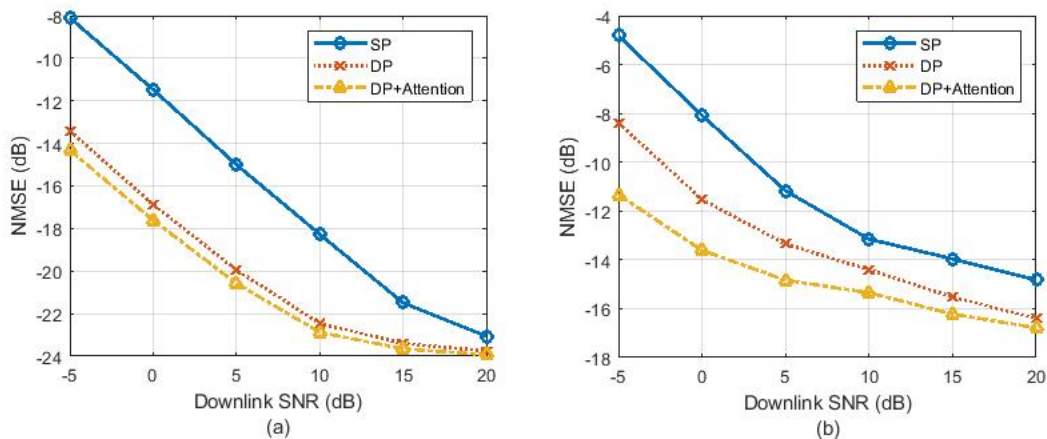 -8
-10
-12
-14
-16
-18
-20
-22
-24
NMSE (dB)
SP
DP
DP+Attention
-5 0 5 10 15 20
Downlink SNR (dB)
(a)
-4
-6
-8
-10
-12
-14
-16
-18
NMSE (dB)
SP
DP
DP+Attention
-5 0 5 10 15 20
Downlink SNR (dB)
(b)